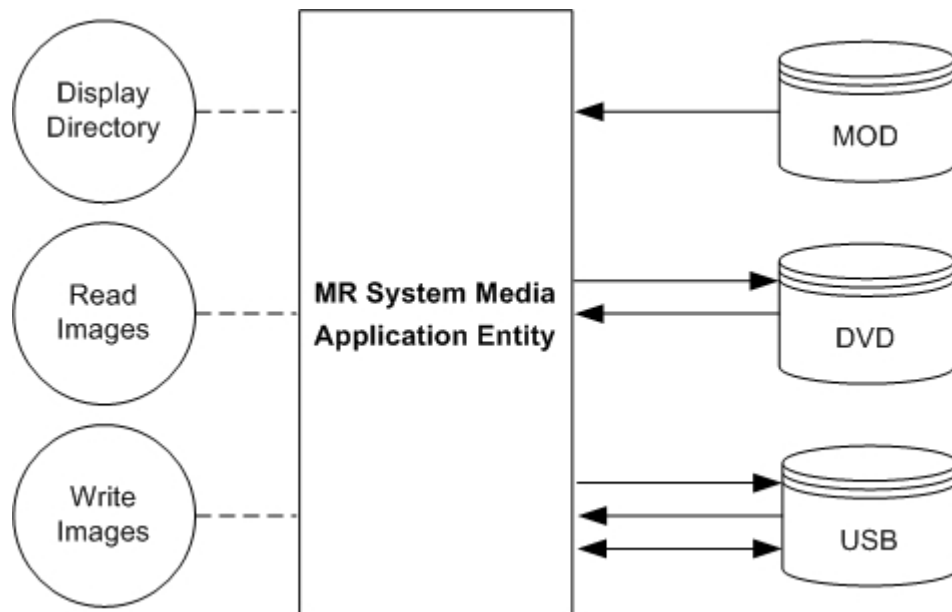 Display
Directory
MOD
Read
Images
MR System Media
Application Entity
DVD
Write
Images
USB